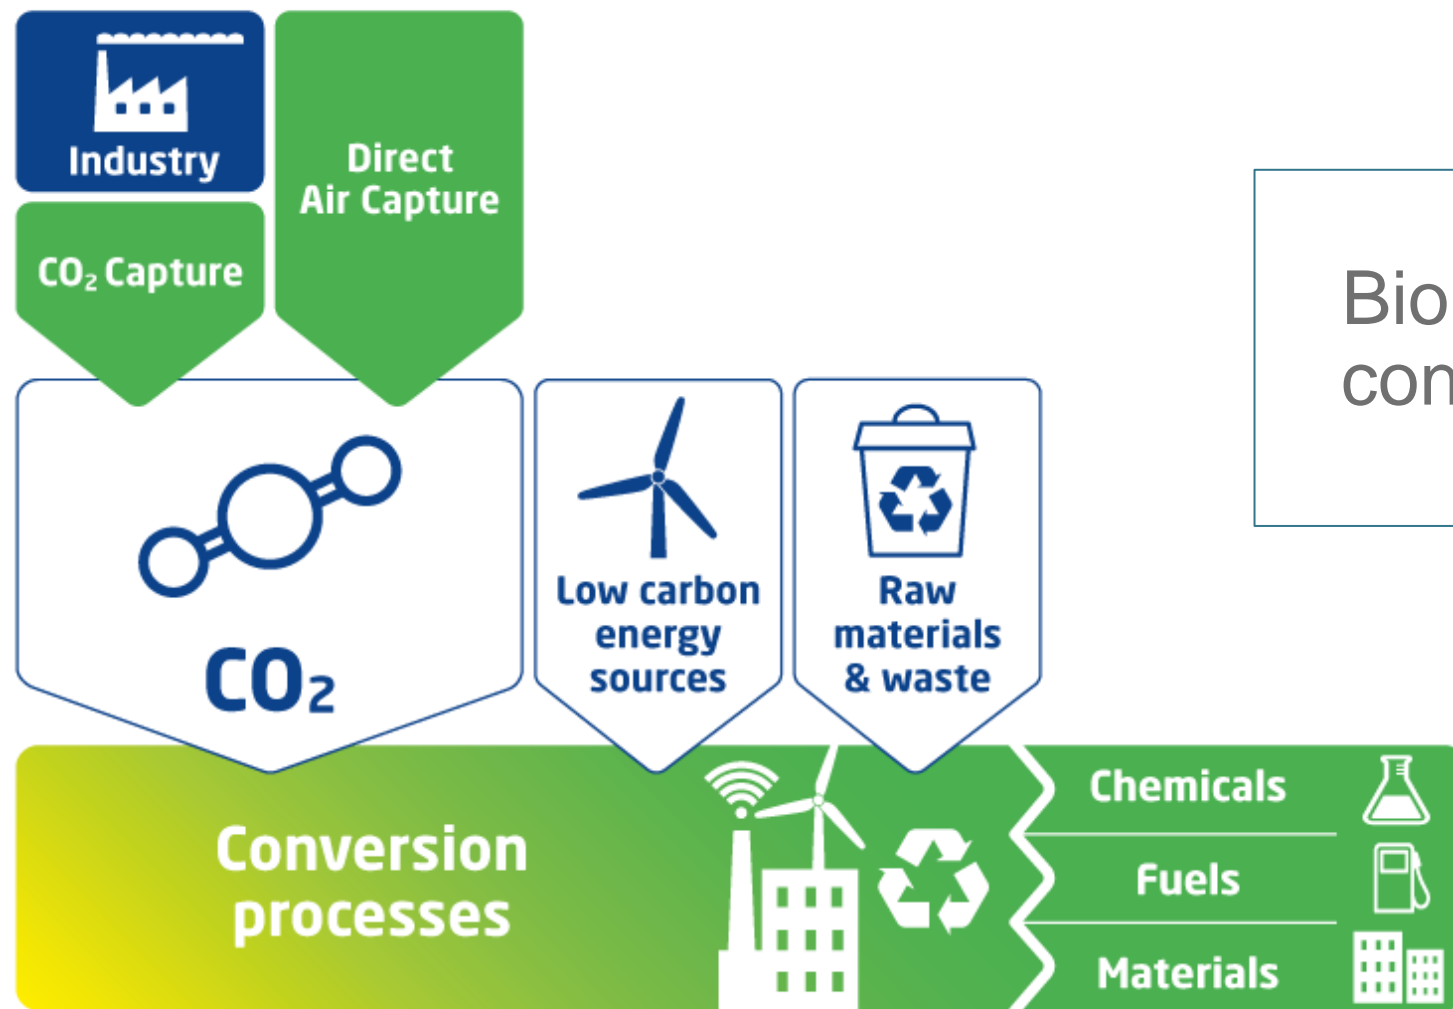 Industry
CO₂ Capture
Direct
Air Capture
Bio
con
CO₂
Low carbon
energy
sources
Raw
materials
& waste
Conversion
processes
Chemicals
Fuels
Materials